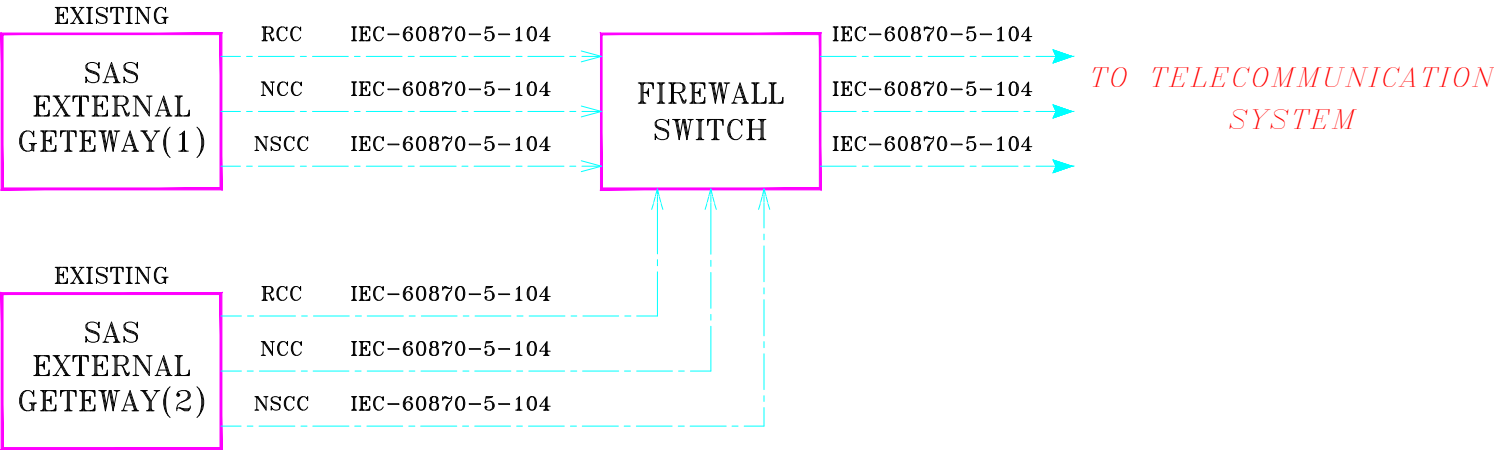 EXISTING
SAS
EXTERNAL
GETEWAY(1)
RCC IEC-60870-5-104
NCC IEC-60870-5-104
NSCC IEC-60870-5-104
FIREWALL
SWITCH
IEC-60870-5-104
IEC-60870-5-104
IEC-60870-5-104
TO TELECOMMUNICATION
SYSTEM
EXISTING
SAS
EXTERNAL
GETEWAY(2)
RCC IEC-60870-5-104
NCC IEC-60870-5-104
NSCC IEC-60870-5-104